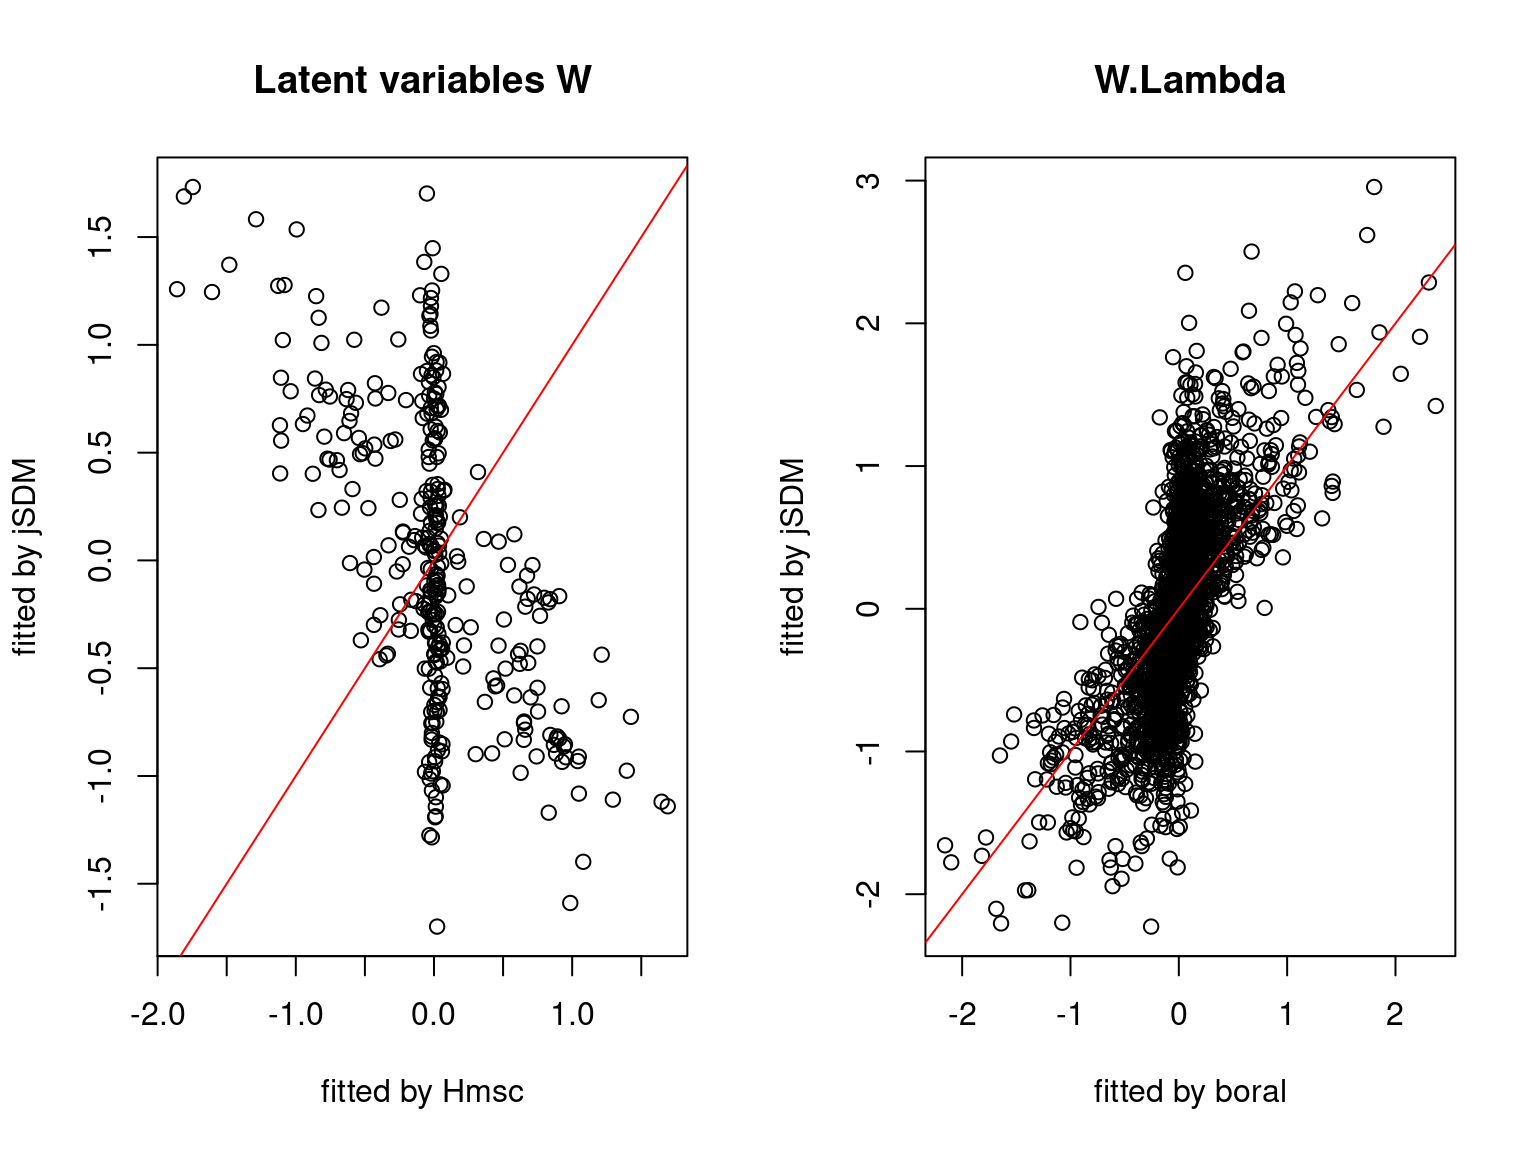 Latent variables W
fitted by jSDM
1.5
1.0
0.5
0.0
-0.5
-1.0
-1.5
-2.0 -1.0 0.0 1.0
fitted by Hmsc
W.Lambda
fitted by jSDM
3
2
1
0
-1
-2
-2 -1 0 1 2
fitted by boral